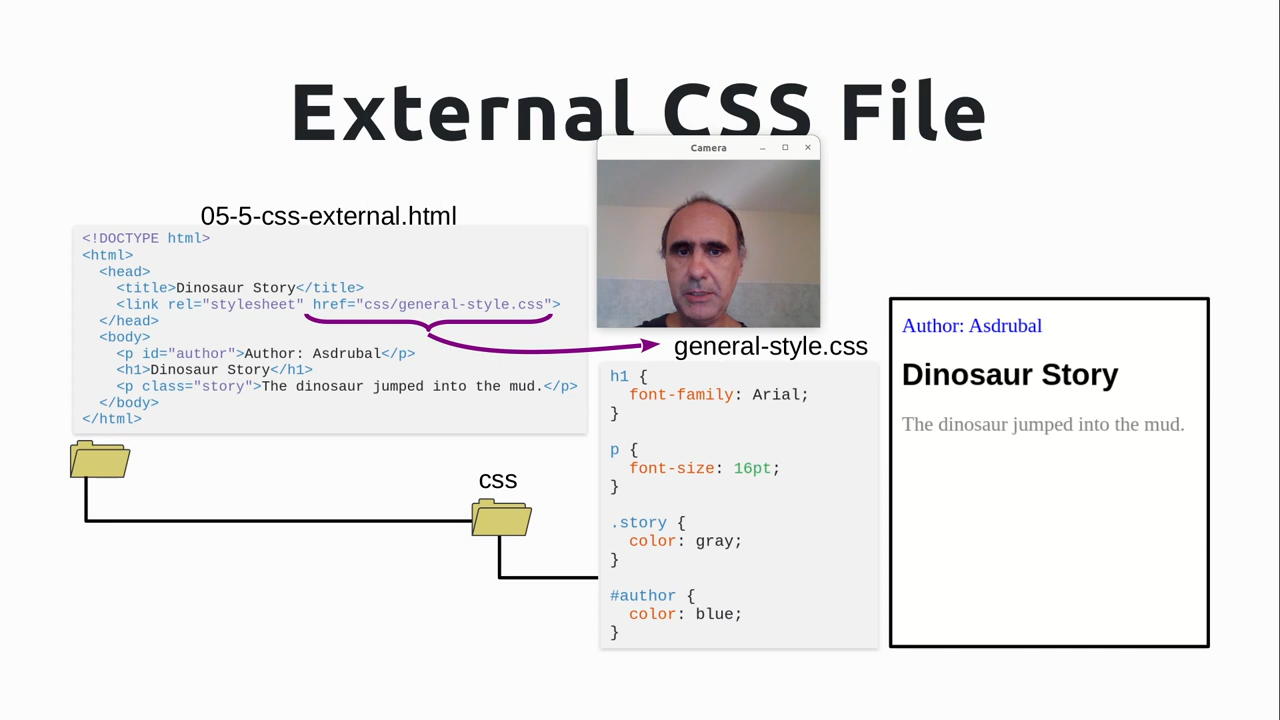 External CSS File
Camera
05-5-css-external.html
<!DOCTYPE html>
<html>
  <head>
    <title>Dinosaur Story</title>
    <link rel="stylesheet" href="css/general-style.css">
  </head>
  <body>
    <p id="author">Author: Asdrubal</p>
    <h1>Dinosaur Story</h1>
    <p class="story">The dinosaur jumped into the mud.</p>
  </body>
</html>
css
general-style.css
h1 {
  font-family: Arial;
}
p {
  font-size: 16pt;
}
.story {
  color: gray;
}
#author {
  color: blue;
}
Author: Asdrubal
Dinosaur Story
The dinosaur jumped into the mud.